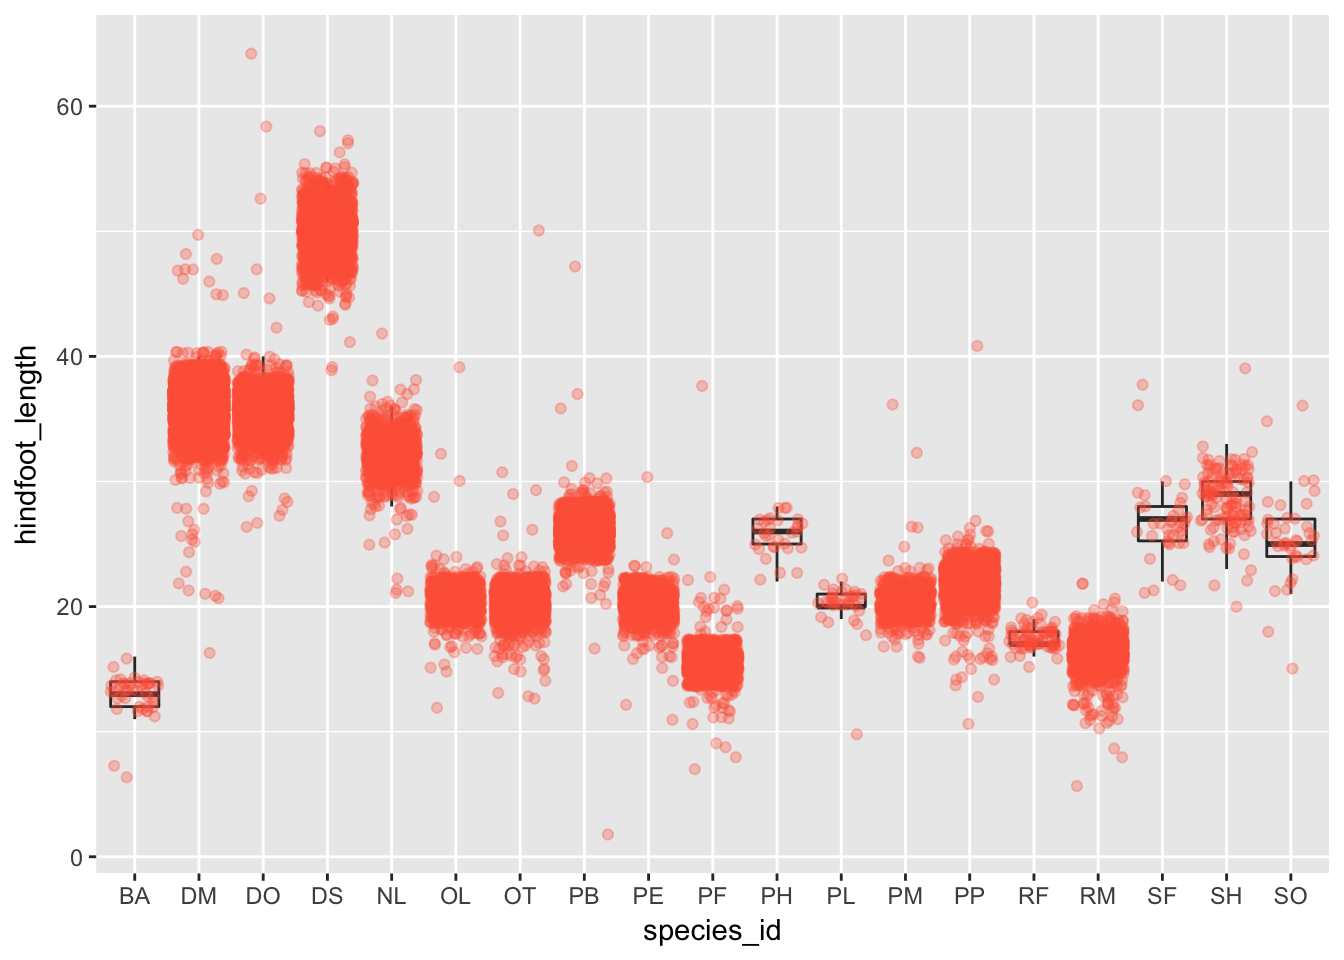 hindfoot_length
60
40
20
0
BA DM DO DS NL OL OT PB PE PF PH PL PM PP RF RM SF SH SO
species_id